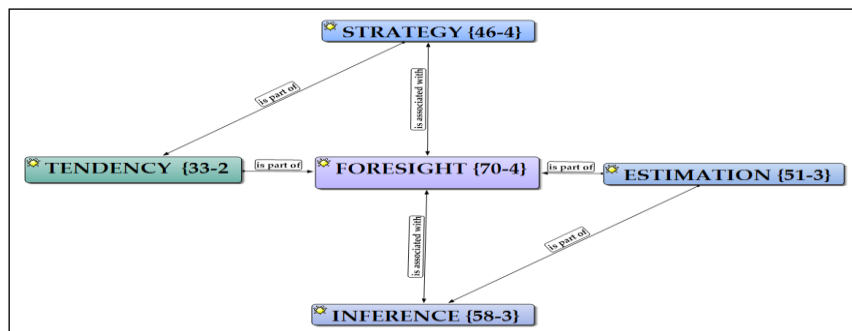 STRATEGY {46-4}
is part of
is associated with
TENDENCY {33-2
is part of
FORESIGHT {70-4}
is part of
ESTIMATION {51-3}
is associated with
is part of
INFERENCE {58-3}